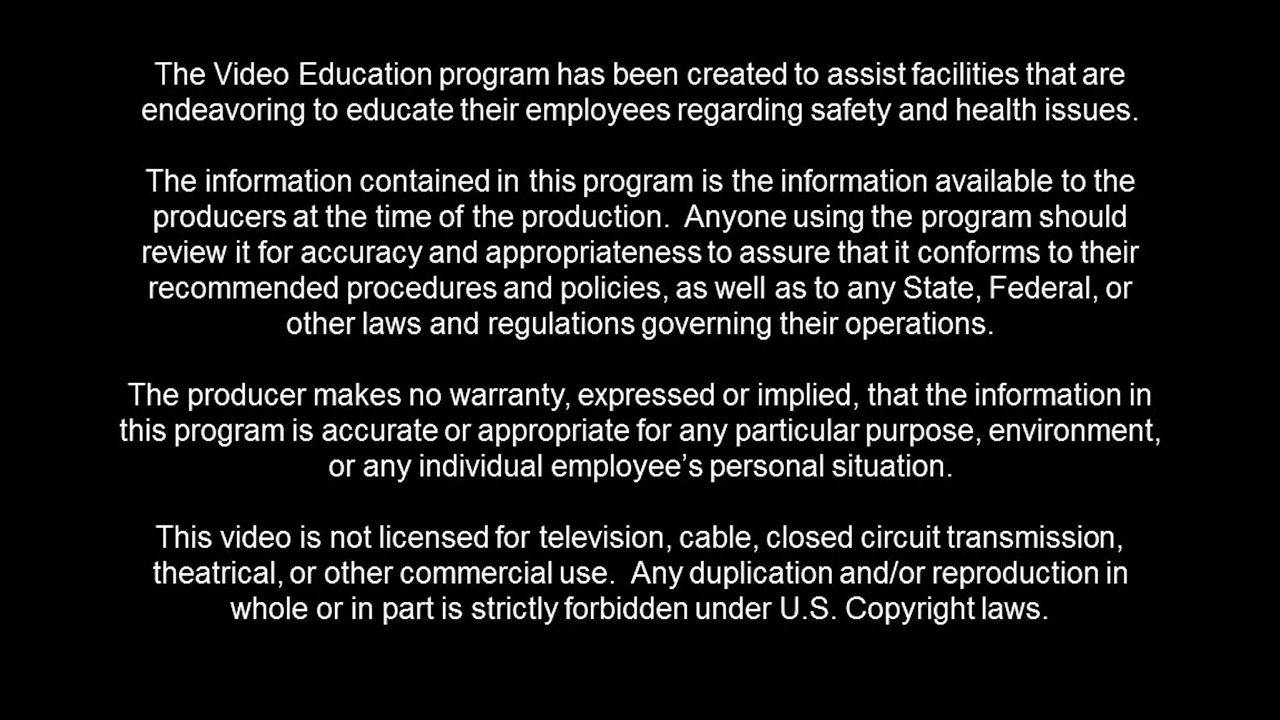 The Video Education program has been created to assist facilities that are
endeavoring to educate their employees regarding safety and health issues.
The information contained in this program is the information available to the
producers at the time of the production.  Anyone using the program should
review it for accuracy and appropriateness to assure that it conforms to their
recommended procedures and policies, as well as to any State, Federal, or
other laws and regulations governing their operations.
The producer makes no warranty, expressed or implied, that the information in
this program is accurate or appropriate for any particular purpose, environment,
or any individual employee’s personal situation.
This video is not licensed for television, cable, closed circuit transmission,
theatrical, or other commercial use.  Any duplication and/or reproduction in
whole or in part is strictly forbidden under U.S. Copyright laws.